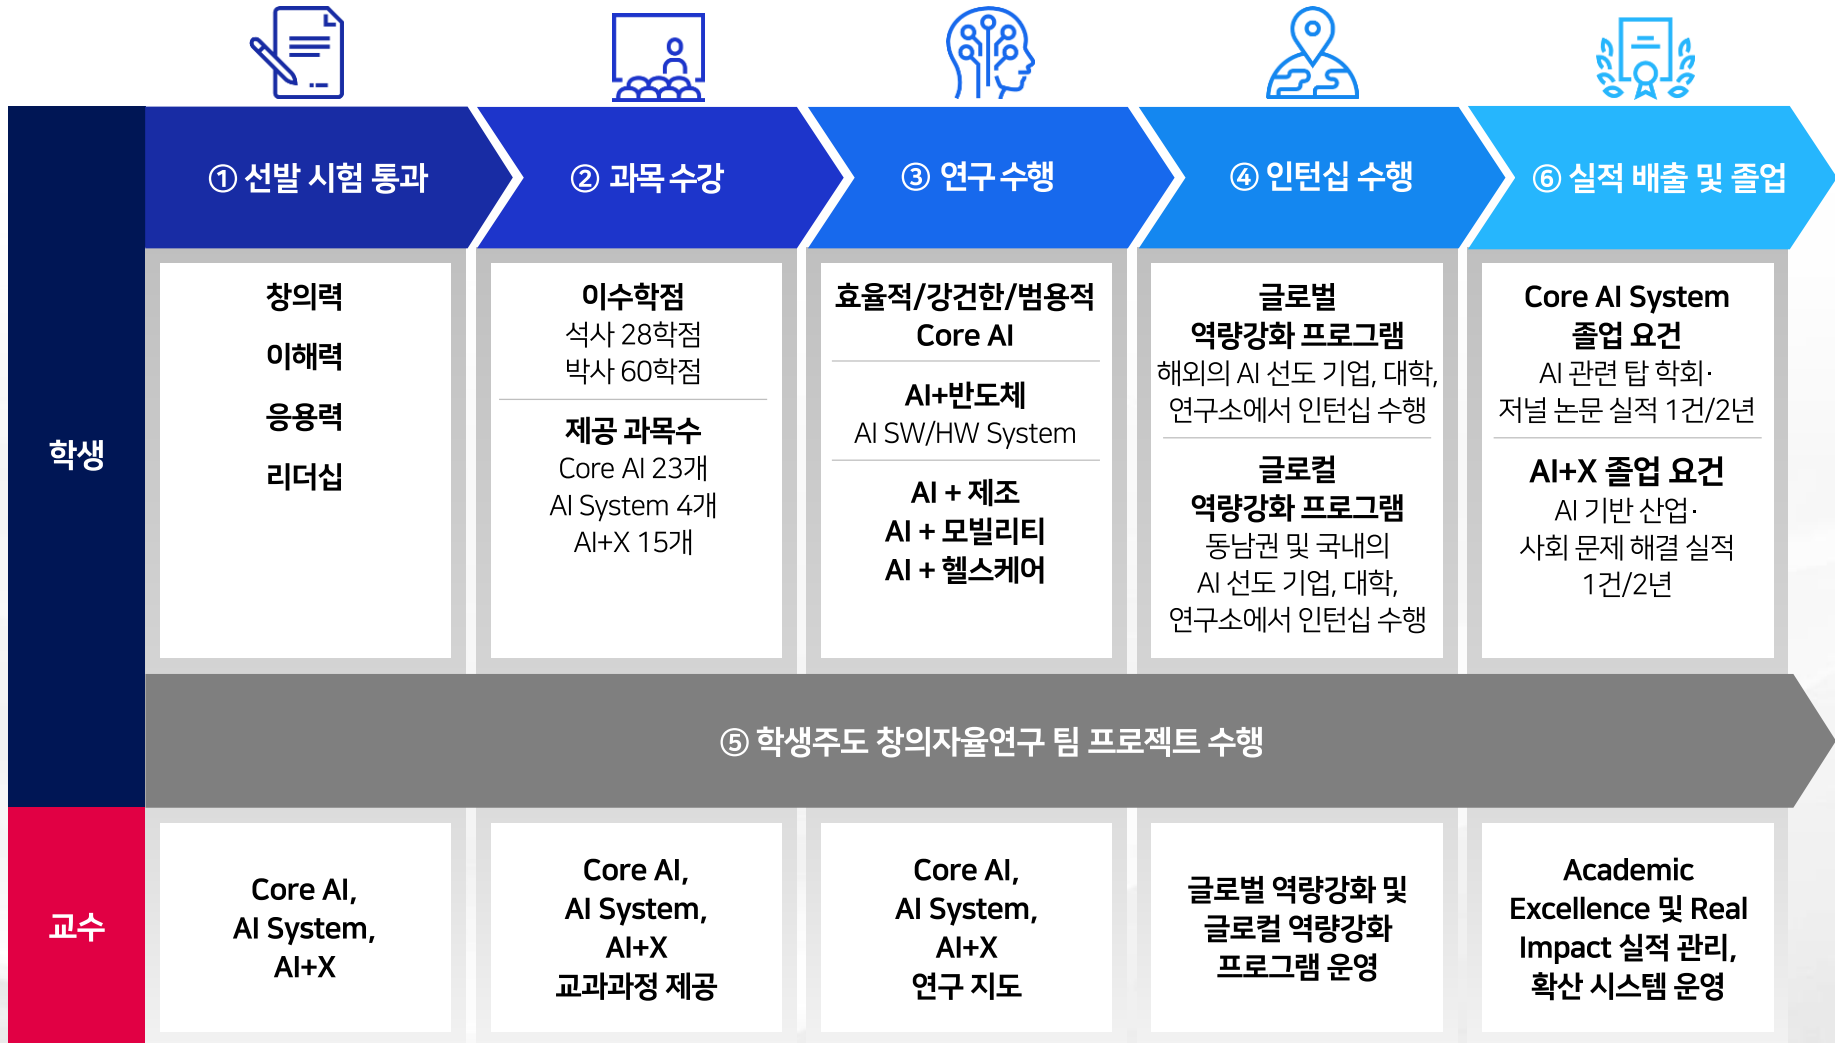 ① 선발 시험 통과
② 과목 수강
③ 연구 수행
④ 인턴십 수행
⑥ 실적 배출 및 졸업
학생
창의력
이해력
응용력
리더십
이수학점
석사 28학점
박사 60학점
제공 과목수
Core AI 23개
AI System 4개
AI+X 15개
효율적/강건한/범용적
Core AI
AI+반도체
AI SW/HW System
AI + 제조
AI + 모빌리티
AI + 헬스케어
글로벌
역량강화 프로그램
해외의 AI 선도 기업, 대학,
연구소에서 인턴십 수행
글로컬
역량강화 프로그램
동남권 및 국내의
AI 선도 기업, 대학,
연구소에서 인턴십 수행
Core AI System
졸업 요건
AI 관련 탑 학회·
저널 논문 실적 1건/2년
AI+X 졸업 요건
AI 기반 산업·
사회 문제 해결 실적
1건/2년
⑤ 학생주도 창의자율연구 팀 프로젝트 수행
교수
Core AI,
AI System,
AI+X
Core AI,
AI System,
AI+X
교과과정 제공
Core AI,
AI System,
AI+X
연구 지도
글로벌 역량강화 및
글로컬 역량강화
프로그램 운영
Academic
Excellence 및 Real
Impact 실적 관리,
확산 시스템 운영